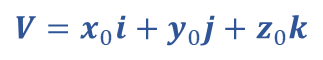 V = x₀i + y₀j + z₀k